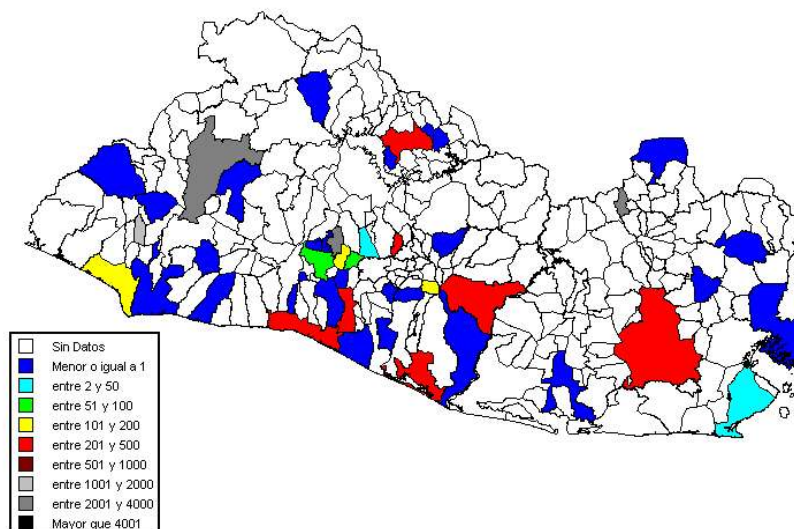 Sin Datos
Menor o igual a 1
entre 2 y 50
entre 51 y 100
entre 101 y 200
entre 201 y 500
entre 501 y 1000
entre 1001 y 2000
entre 2001 y 4000
Mayor que 4001